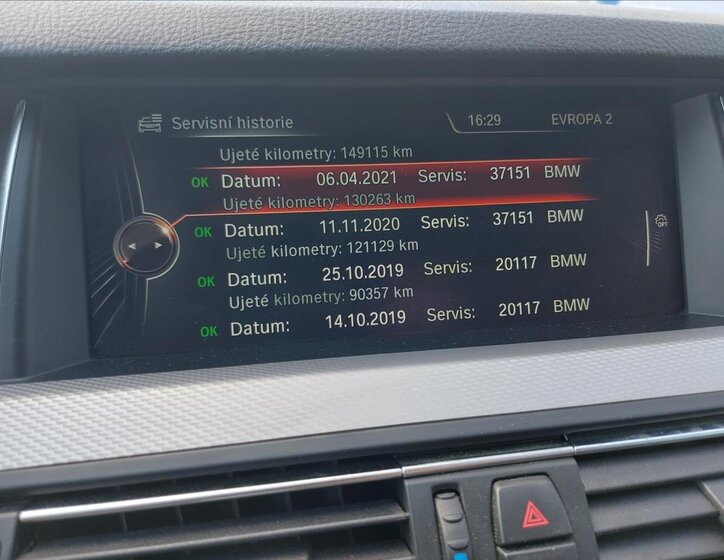 Servisní historie 16:29 EVROPA 2
Ujeté kilometry: 149115 km
OK Datum: 06.04.2021 Servis: 37151 BMW
Ujeté kilometry: 130263 km
OK Datum: 11.11.2020 Servis: 37151 BMW
Ujeté kilometry: 121129 km
OK Datum: 25.10.2019 Servis: 20117 BMW
Ujeté kilometry: 90357 km
OK Datum: 14.10.2019 Servis: 20117 BMW
OPT